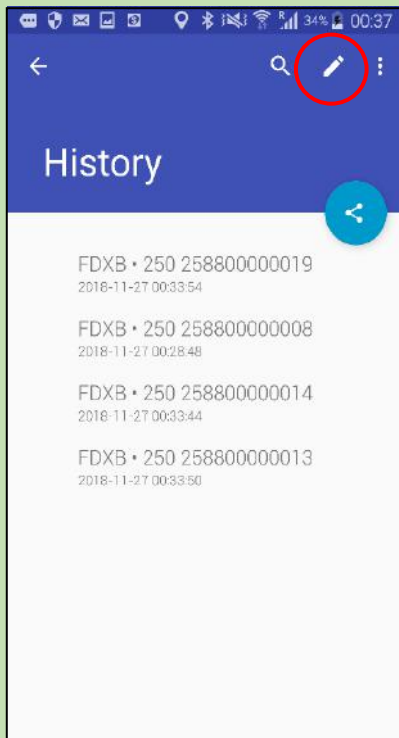 R 34% 00:37
History
FDXB • 250 258800000019
2018-11-27 00:33:54
FDXB • 250 258800000008
2018-11-27 00:28:48
FDXB • 250 258800000014
2018-11-27 00:33:44
FDXB • 250 258800000013
2018-11-27 00:33:50